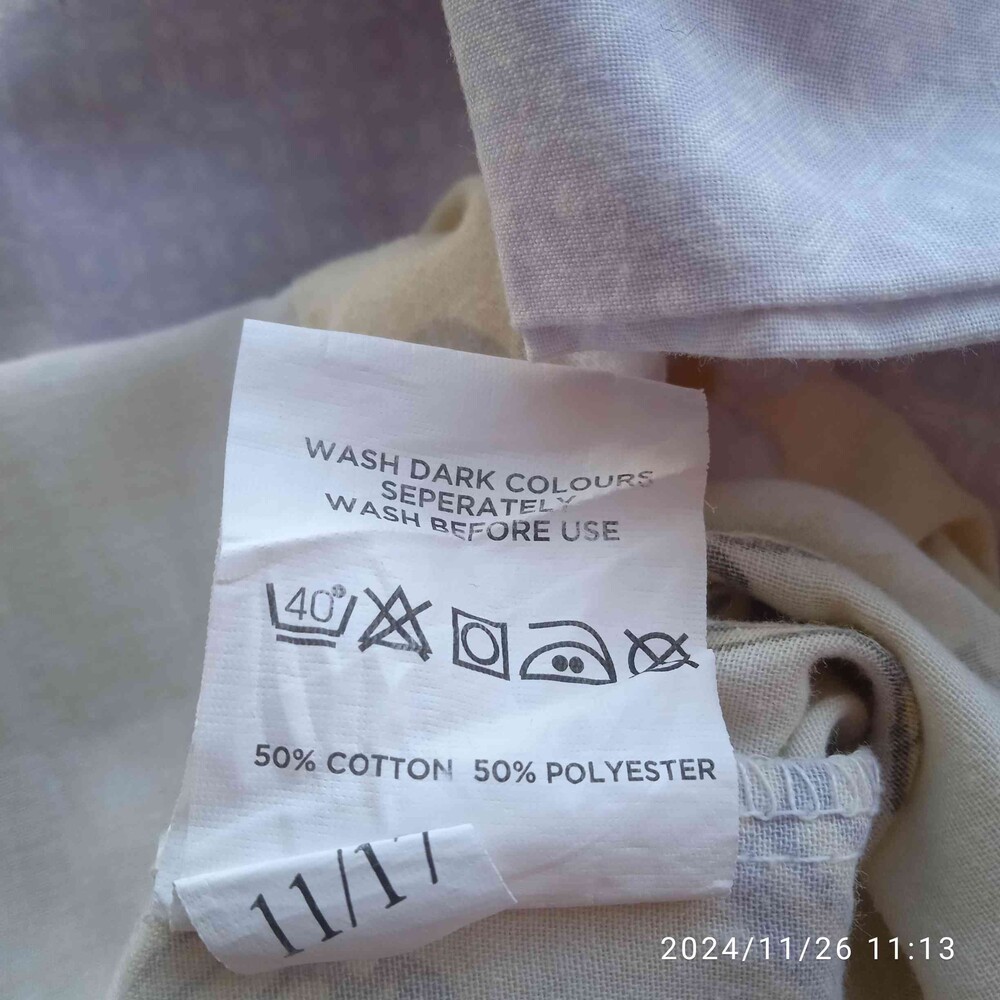 WASH DARK COLOURS
SEPERATELY
WASH BEFORE USE
40°
50% COTTON 50% POLYESTER
11/17
2024/11/26 11:13